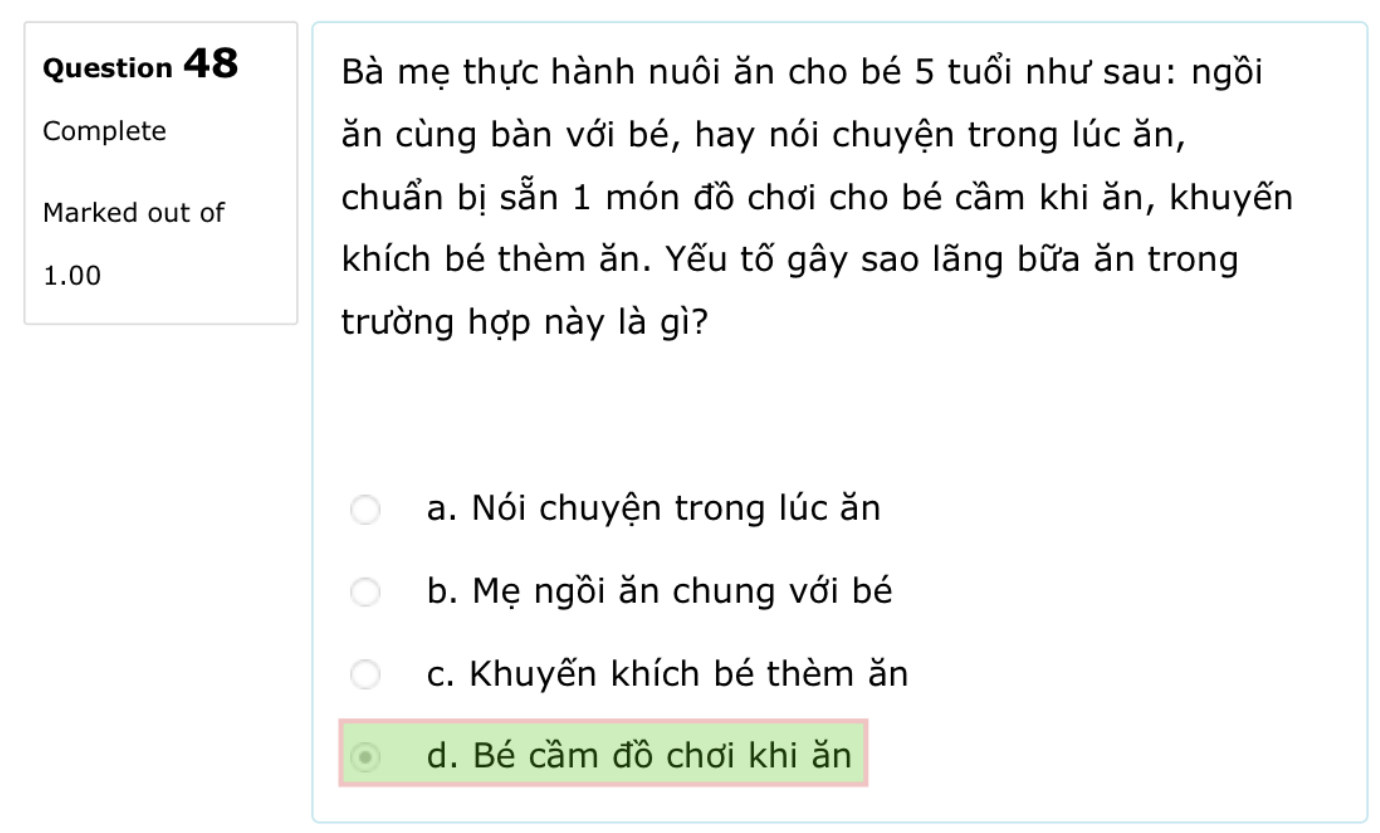 Question 48
Complete
Marked out of
1.00
Bà mẹ thực hành nuôi ăn cho bé 5 tuổi như sau: ngồi
ăn cùng bàn với bé, hay nói chuyện trong lúc ăn,
chuẩn bị sẵn 1 món đồ chơi cho bé cầm khi ăn, khuyến
khích bé thèm ăn. Yếu tố gây sao lãng bữa ăn trong
trường hợp này là gì?
a. Nói chuyện trong lúc ăn
b. Mẹ ngồi ăn chung với bé
c. Khuyến khích bé thèm ăn
d. Bé cầm đồ chơi khi ăn